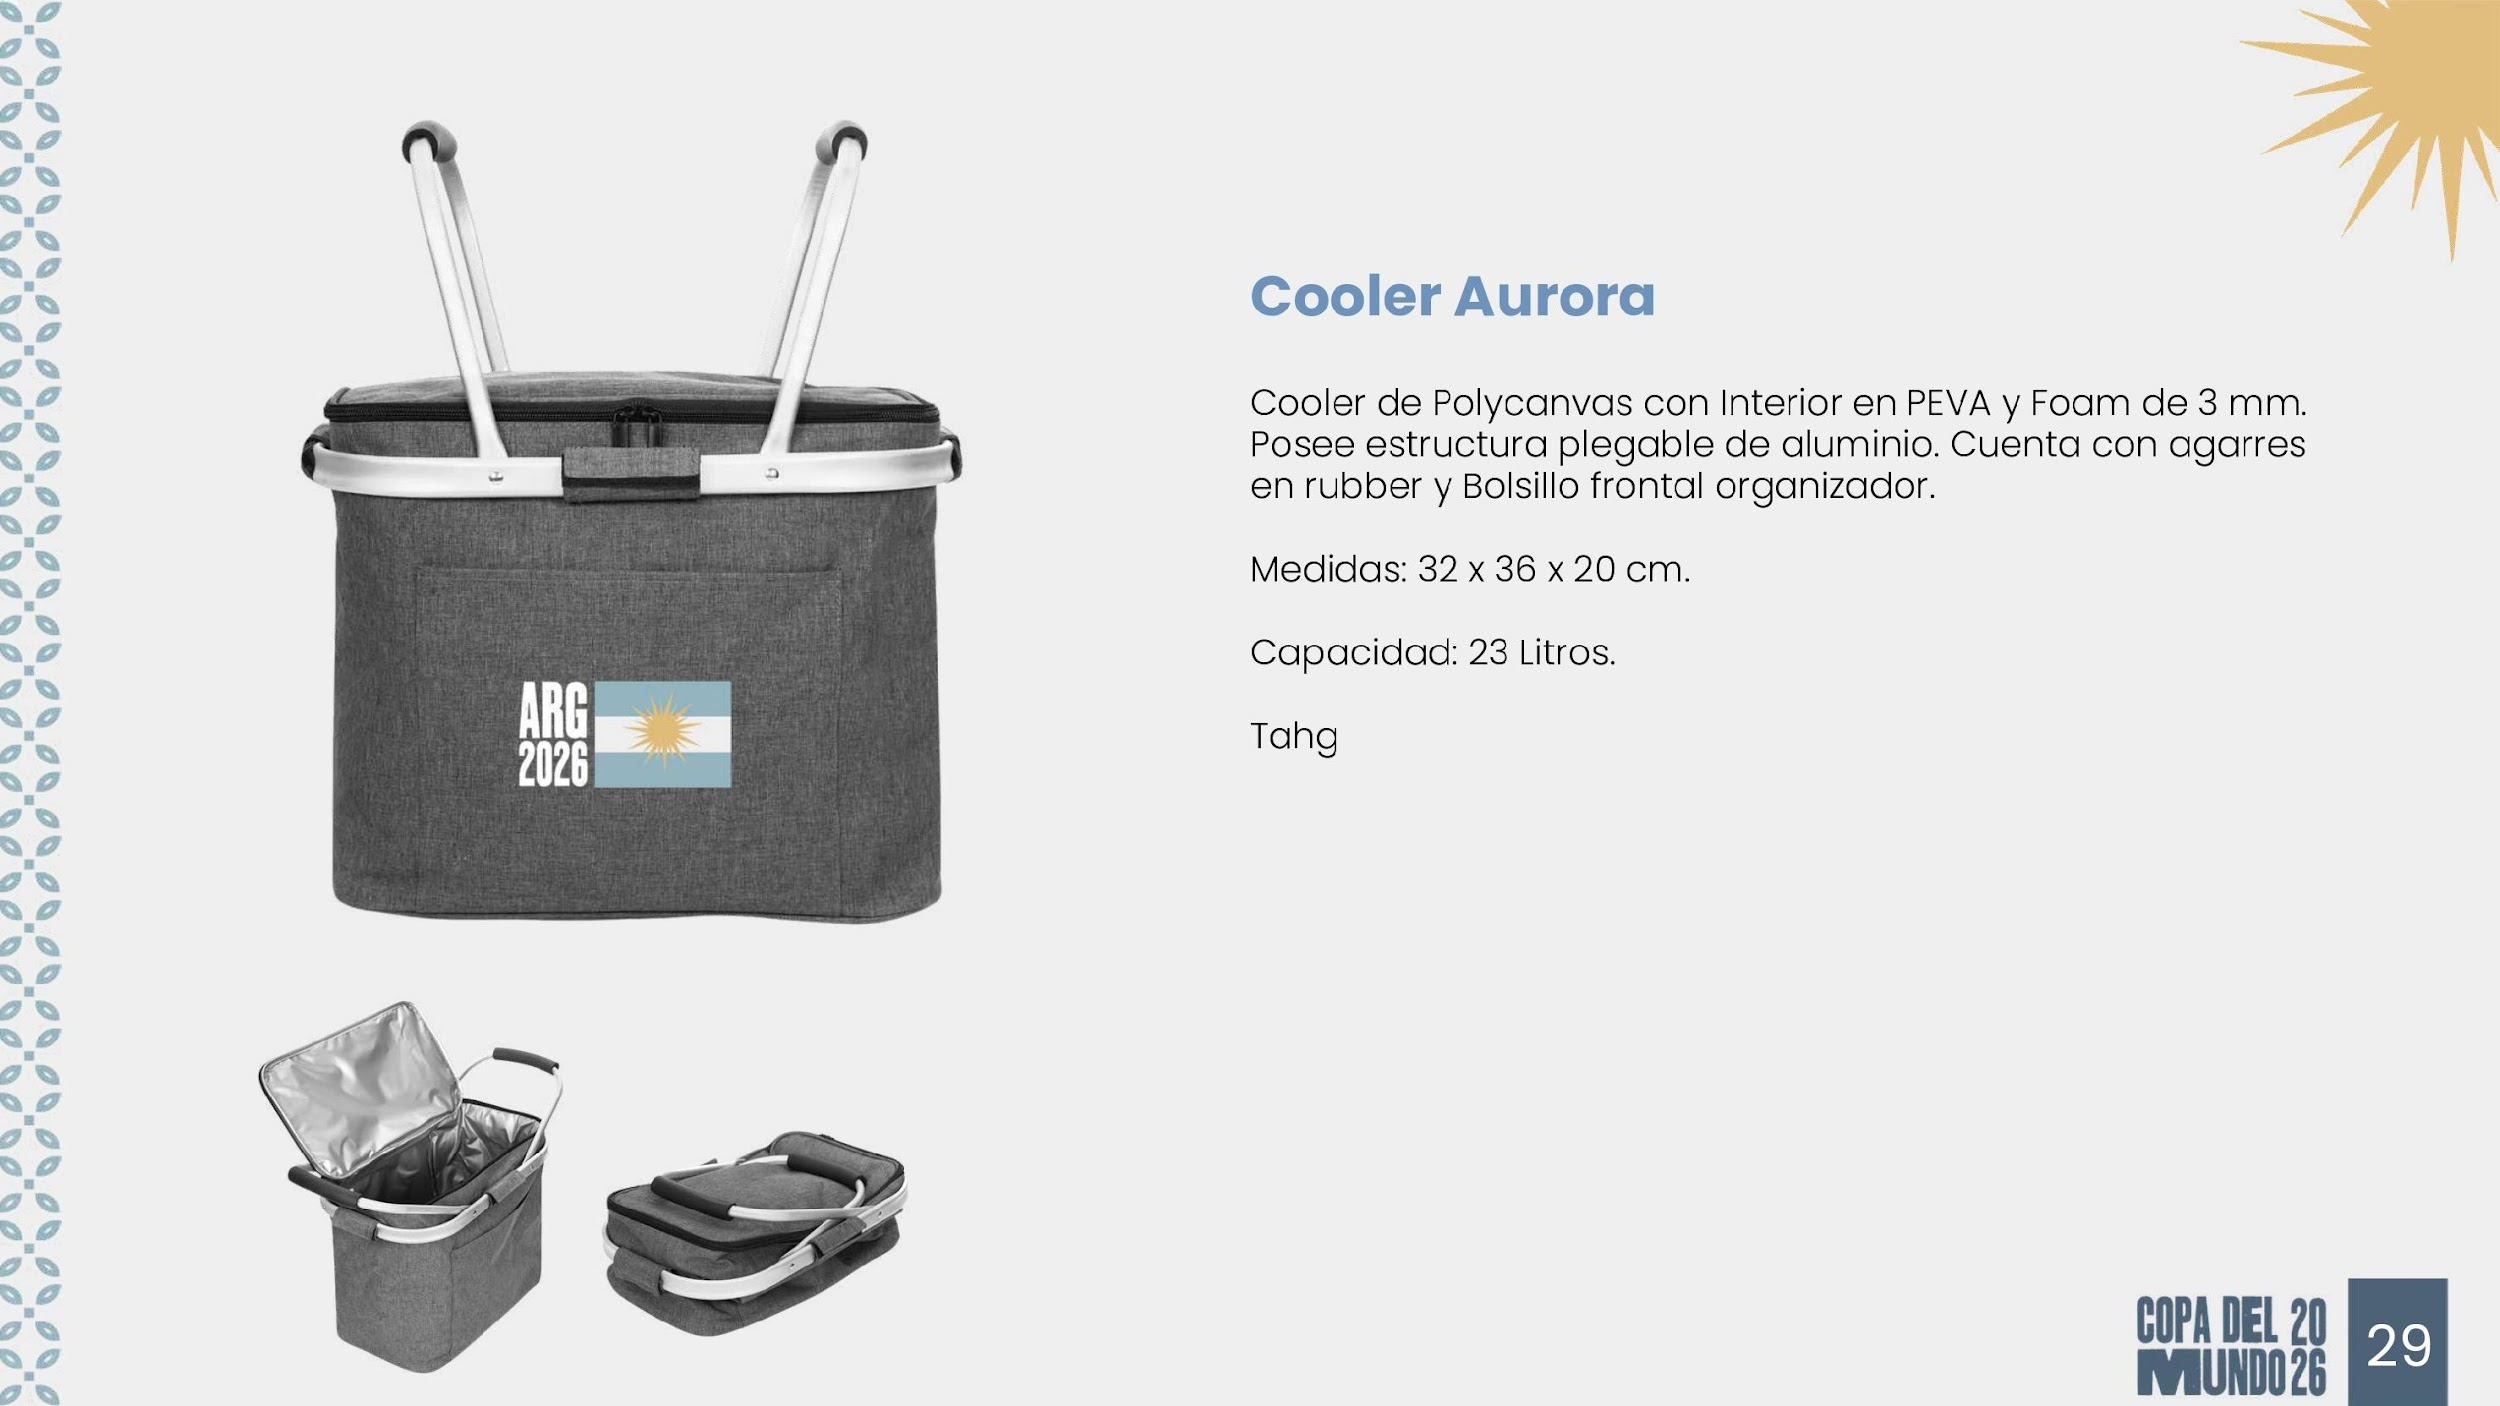 Cooler Aurora
Cooler de Polycanvas con Interior en PEVA y Foam de 3 mm.
Posee estructura plegable de aluminio. Cuenta con agarres
en rubber y Bolsillo frontal organizador.
Medidas: 32 x 36 x 20 cm.
Capacidad: 23 Litros.
Tahg
ARG
2026
COPA DEL 20
MUNDO 26
29